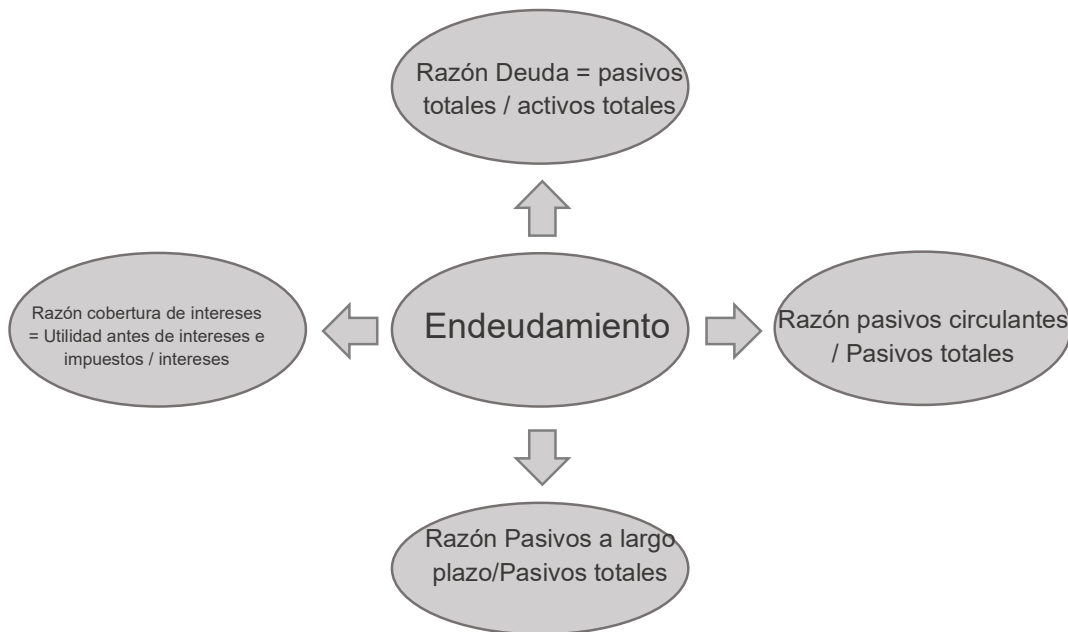 Razón Deuda = pasivos
totales / activos totales
Razón cobertura de intereses
= Utilidad antes de intereses e
impuestos / intereses
Endeudamiento
Razón pasivos circulantes
/ Pasivos totales
Razón Pasivos a largo
plazo/Pasivos totales